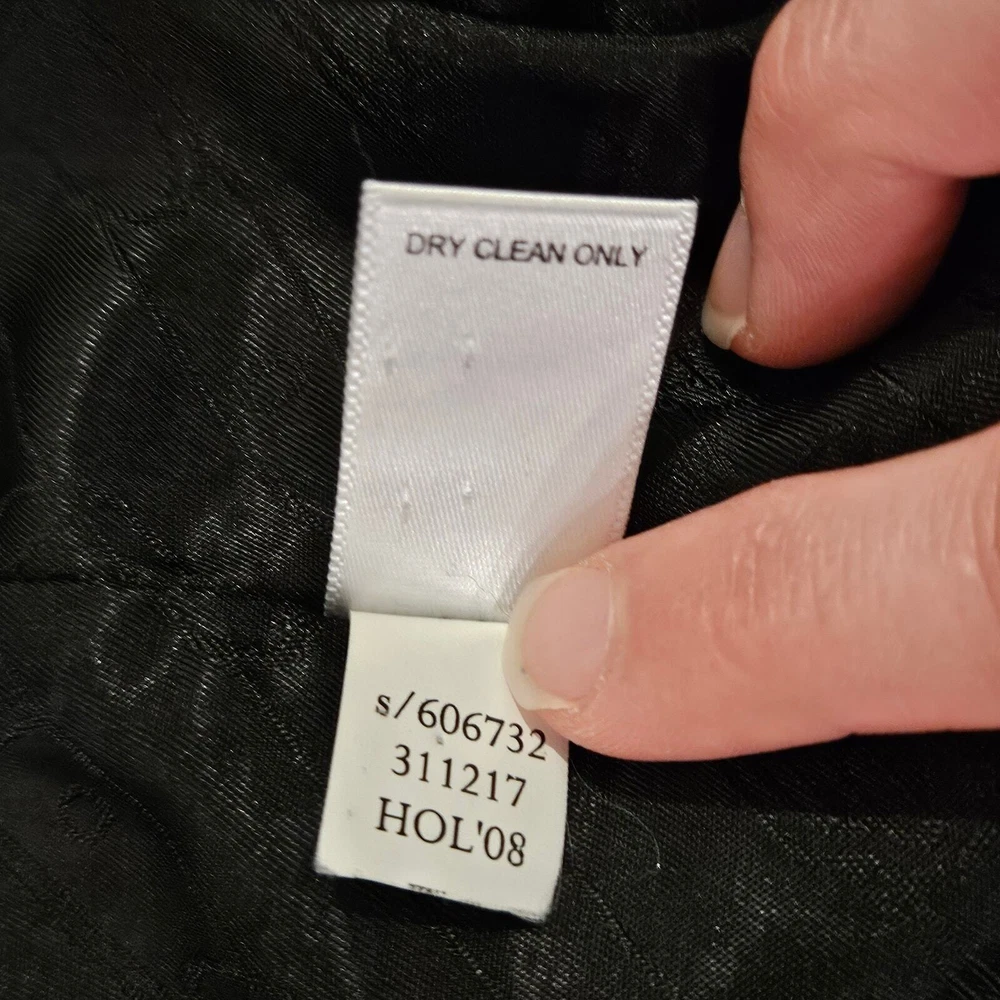 DRY CLEAN ONLY
s/606732
311217
HOL'08